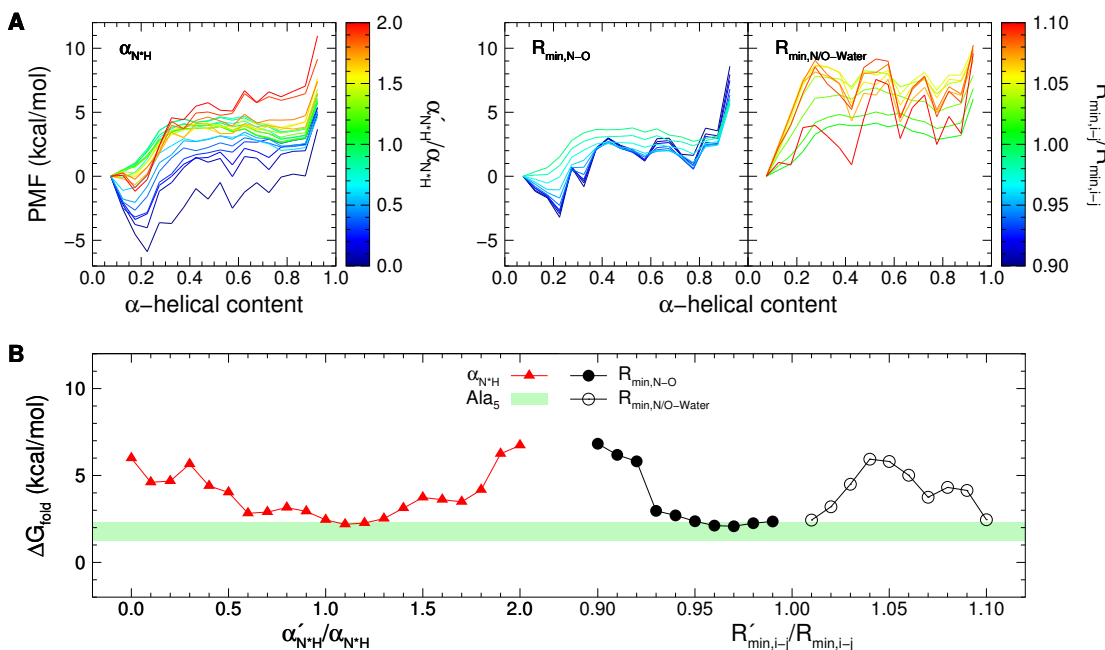 A
α_N*H
R_min,N−O
R_min,N/O−Water
10
5
0
−5
PMF (kcal/mol)
0.0 0.2 0.4 0.6 0.8 1.0
α−helical content
2.0
1.0
0.0
α´_N*H/α_N*H
0.0 0.2 0.4 0.6 0.8 1.0
0.0 0.2 0.4 0.6 0.8 1.0
α−helical content
1.10
1.05
1.00
0.95
0.90
R´_min,i−j/R_min,i−j
B
α_N*H
R_min,N−O
Ala_5
R_min,N/O−Water
10
5
0
ΔG_fold (kcal/mol)
0.0 0.5 1.0 1.5 2.0 0.90 0.95 1.00 1.05 1.10
α´_N*H/α_N*H
R´_min,i−j/R_min,i−j